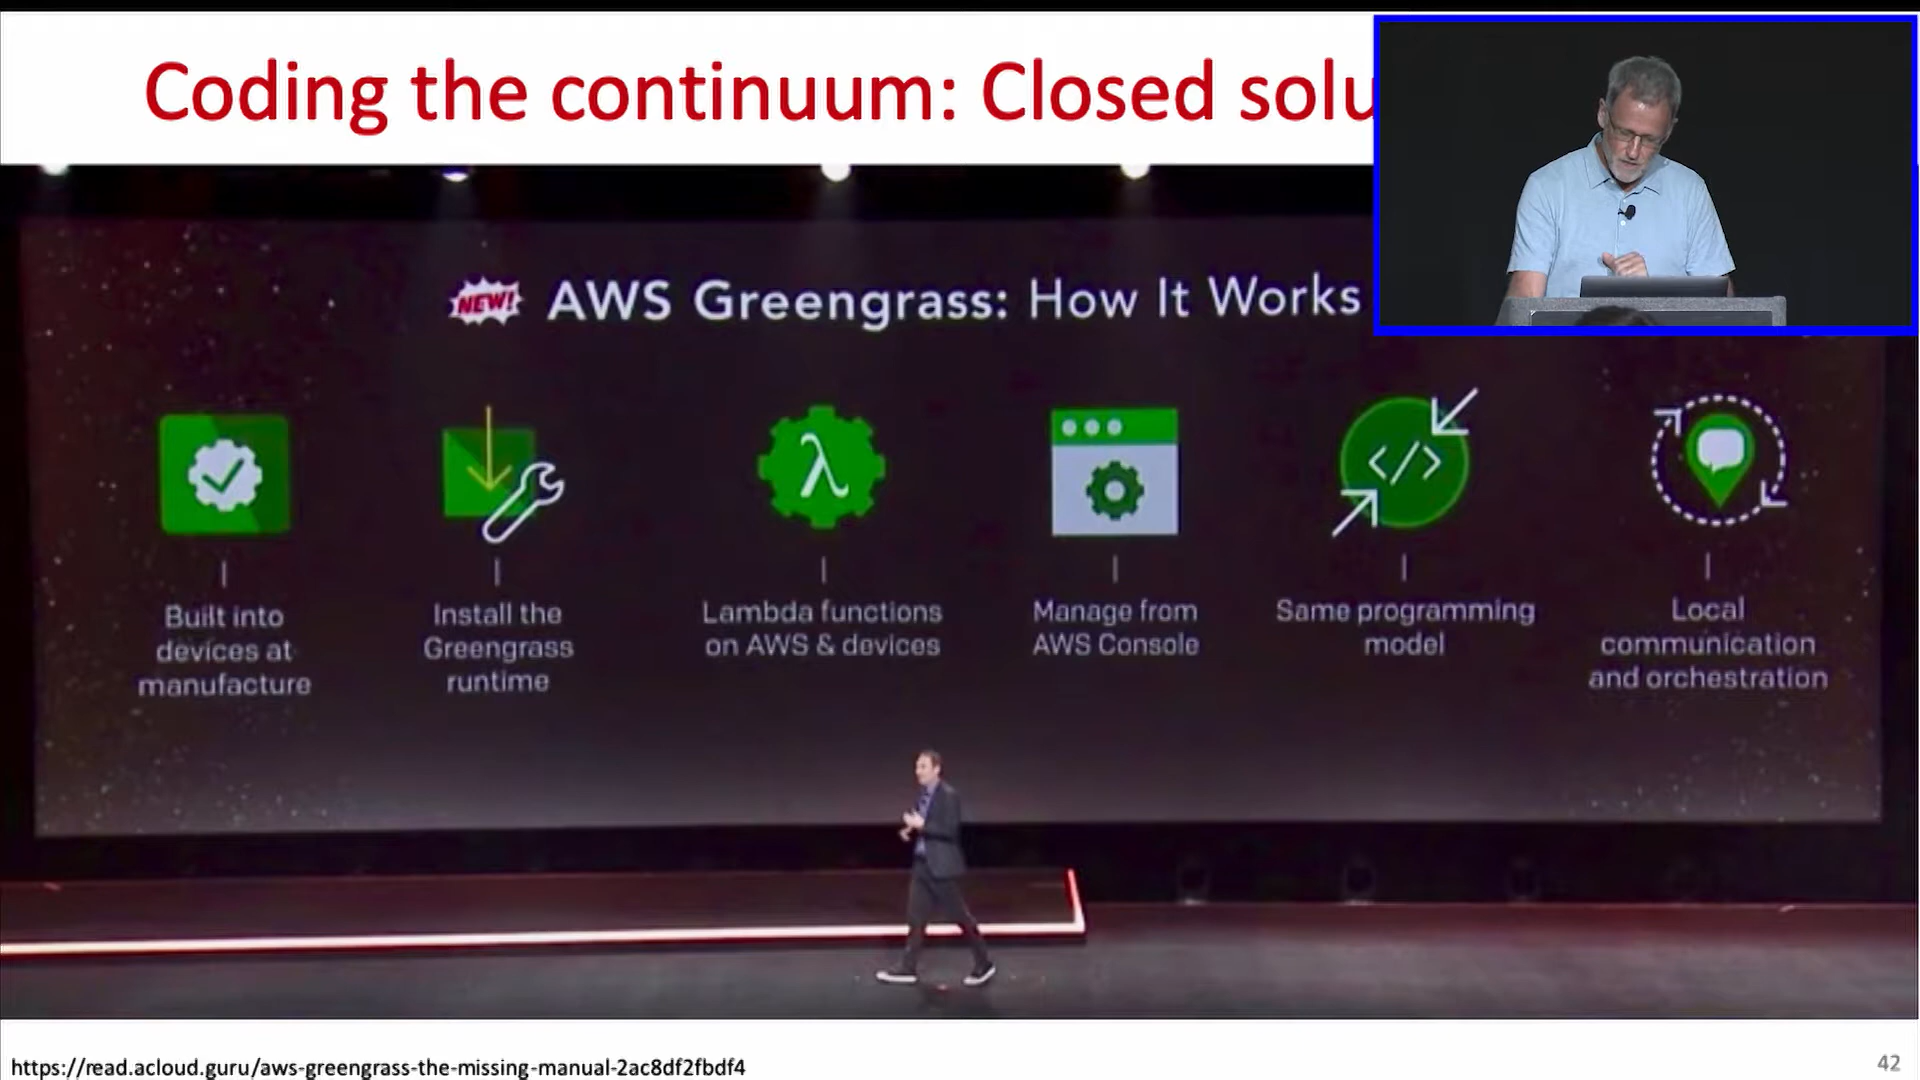 Coding the continuum: Closed solu
NEW! AWS Greengrass: How It Works
Built into
devices at
manufacture
Install the
Greengrass
runtime
λ
Lambda functions
on AWS & devices
Manage from
AWS Console
</>
Same programming
model
Local
communication
and orchestration
https://read.acloud.guru/aws-greengrass-the-missing-manual-2ac8df2fbdf4
42